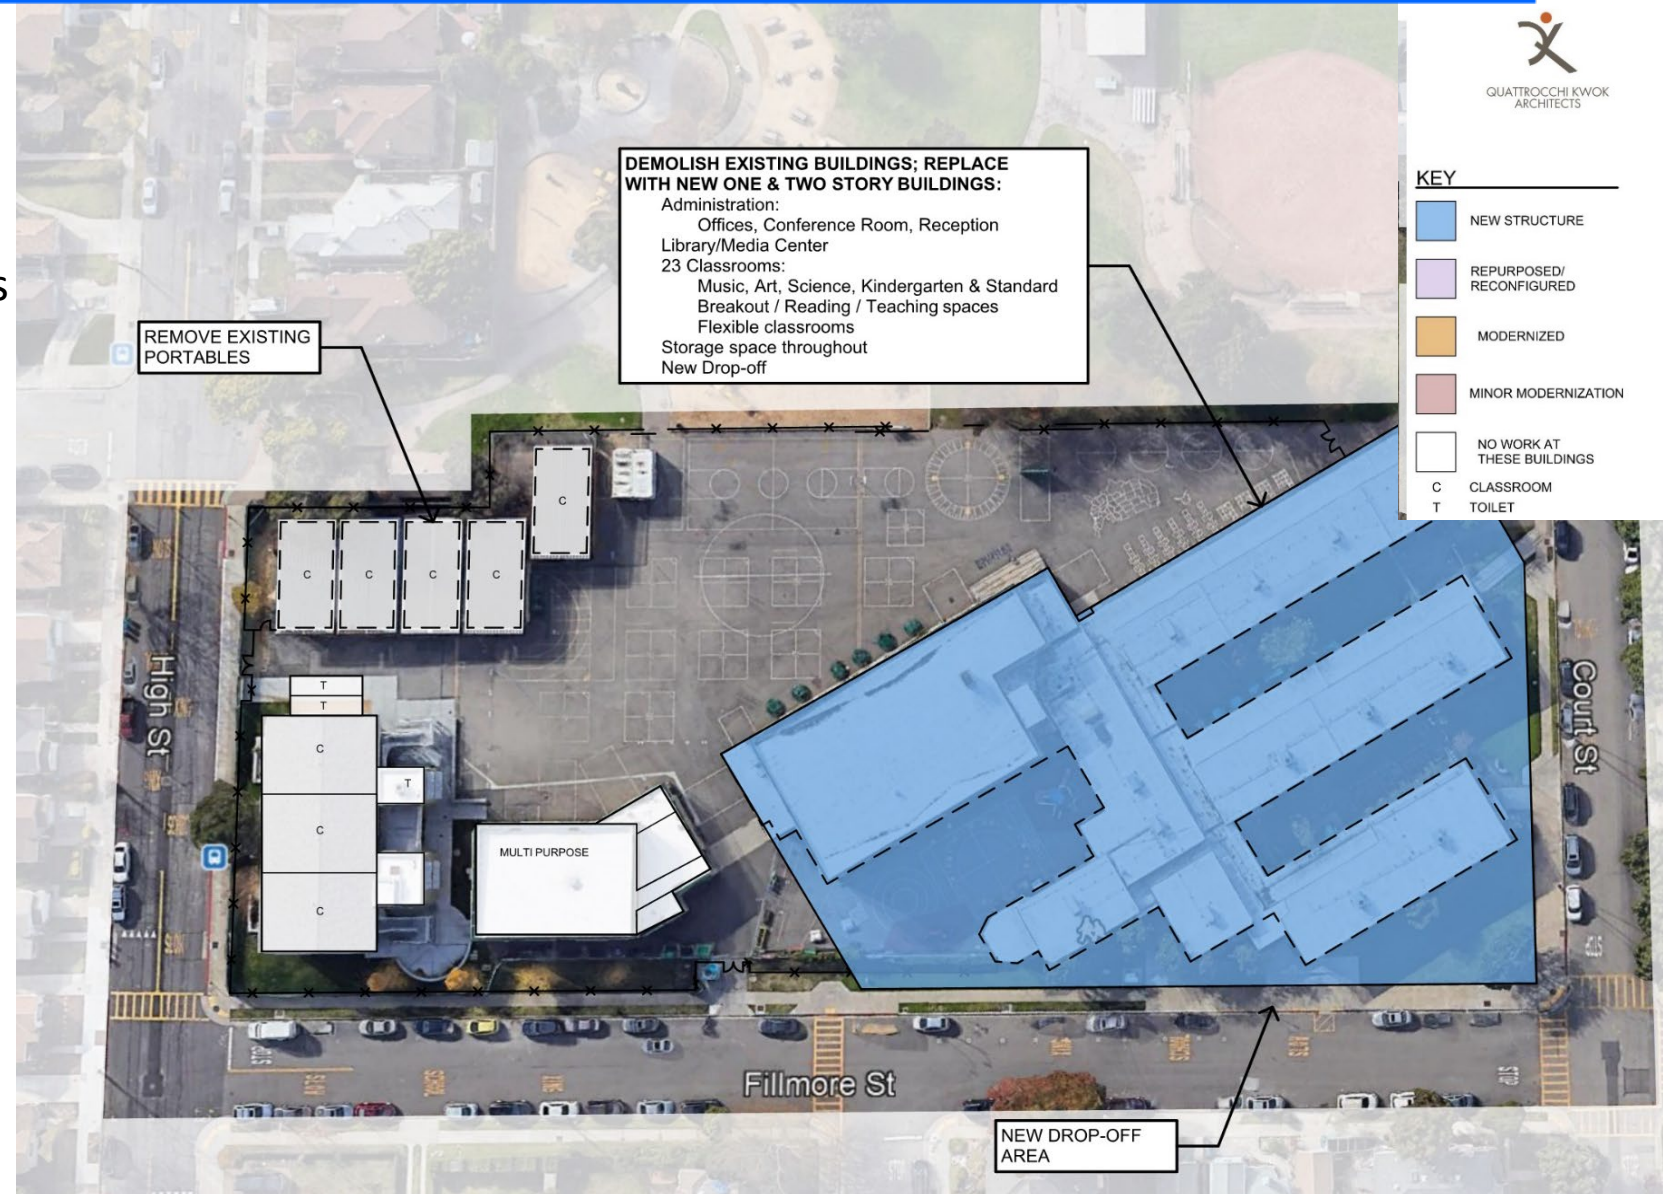 QUATTROCCHI KWOK
ARCHITECTS
KEY
NEW STRUCTURE
REPURPOSED/
RECONFIGURED
MODERNIZED
MINOR MODERNIZATION
NO WORK AT
THESE BUILDINGS
C CLASSROOM
T TOILET
DEMOLISH EXISTING BUILDINGS; REPLACE
WITH NEW ONE & TWO STORY BUILDINGS:
Administration:
Offices, Conference Room, Reception
Library/Media Center
23 Classrooms:
Music, Art, Science, Kindergarten & Standard
Breakout / Reading / Teaching spaces
Flexible classrooms
Storage space throughout
New Drop-off
s
REMOVE EXISTING
PORTABLES
C
C
C
C
C
T
T
C
T
C
C
MULTI PURPOSE
High St
Court St
Fillmore St
STOP
NEW DROP-OFF
AREA